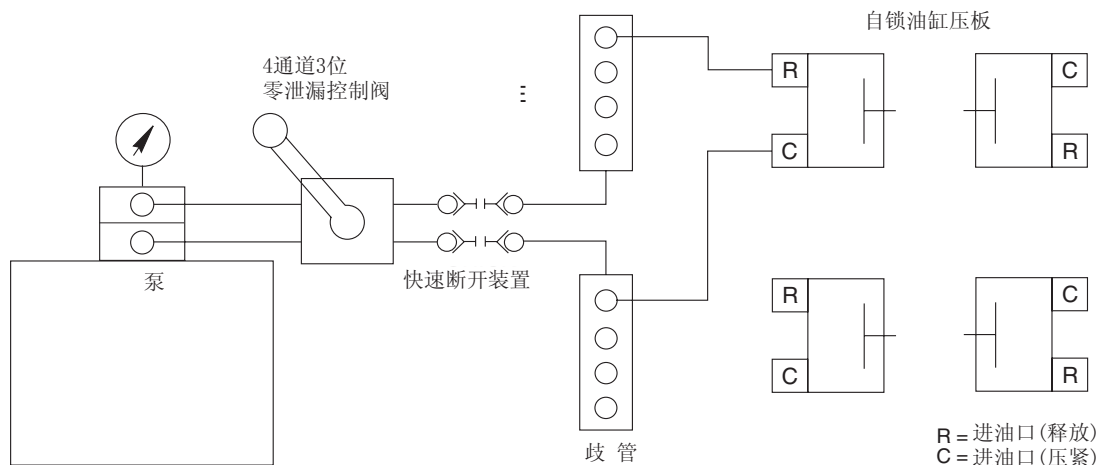 自锁油缸压板
4通道3位
零泄漏控制阀
R
C
C
R
泵
快速断开装置
R
C
C
R
歧 管
R = 进油口(释放)
C = 进油口(压紧)